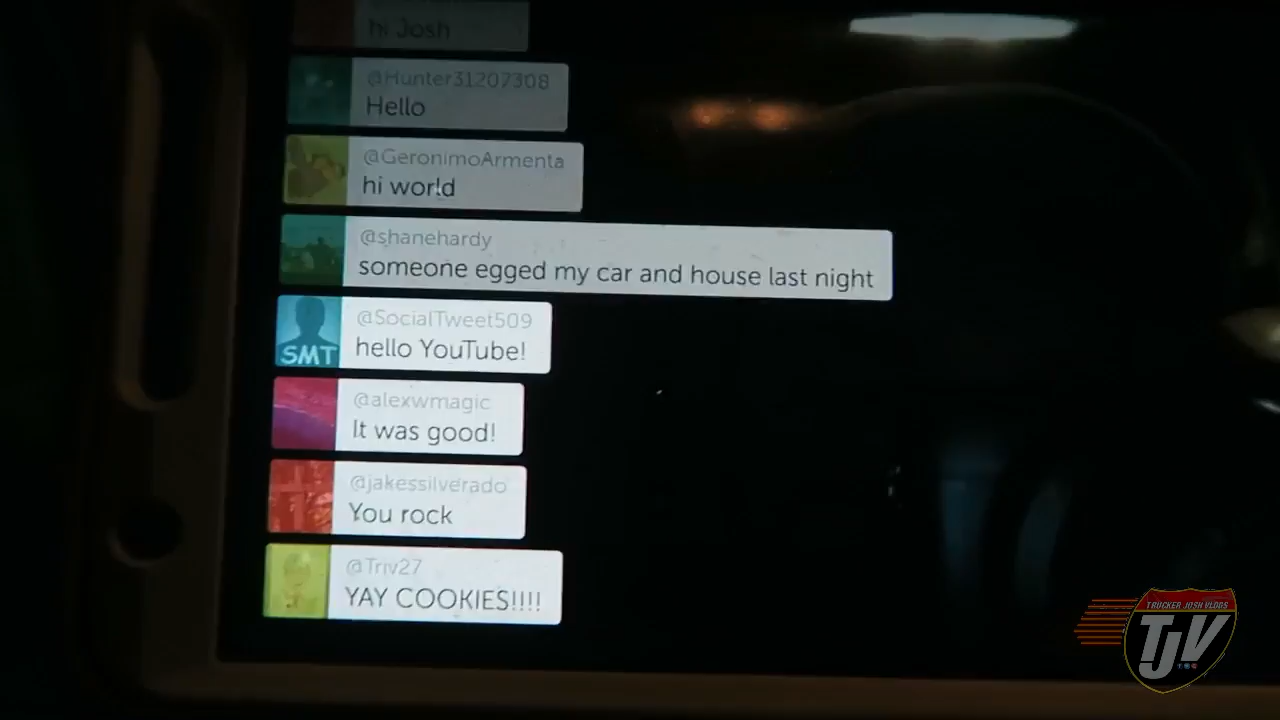 hi Josh
@Hunter31207308
Hello
@GeronimoArmenta
hi world
@shanehardy
someone egged my car and house last night
@SocialTweet509
SMT
hello YouTube!
@alexwmagic
It was good!
@jakessilverado
You rock
@Triv27
YAY COOKIES!!!!
TRUCKER JOSH VLOGS
TJV